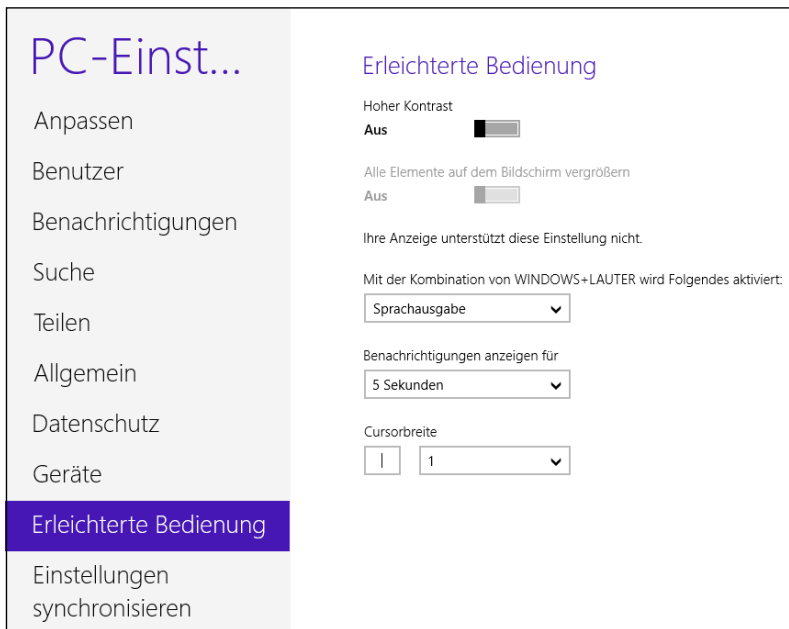 PC-Einst...
Anpassen
Benutzer
Benachrichtigungen
Suche
Teilen
Allgemein
Datenschutz
Geräte
Erleichterte Bedienung
Einstellungen
synchronisieren
Erleichterte Bedienung
Hoher Kontrast
Aus
Alle Elemente auf dem Bildschirm vergrößern
Aus
Ihre Anzeige unterstützt diese Einstellung nicht.
Mit der Kombination von WINDOWS+LAUTER wird Folgendes aktiviert:
Sprachausgabe
Benachrichtigungen anzeigen für
5 Sekunden
Cursorbreite
1